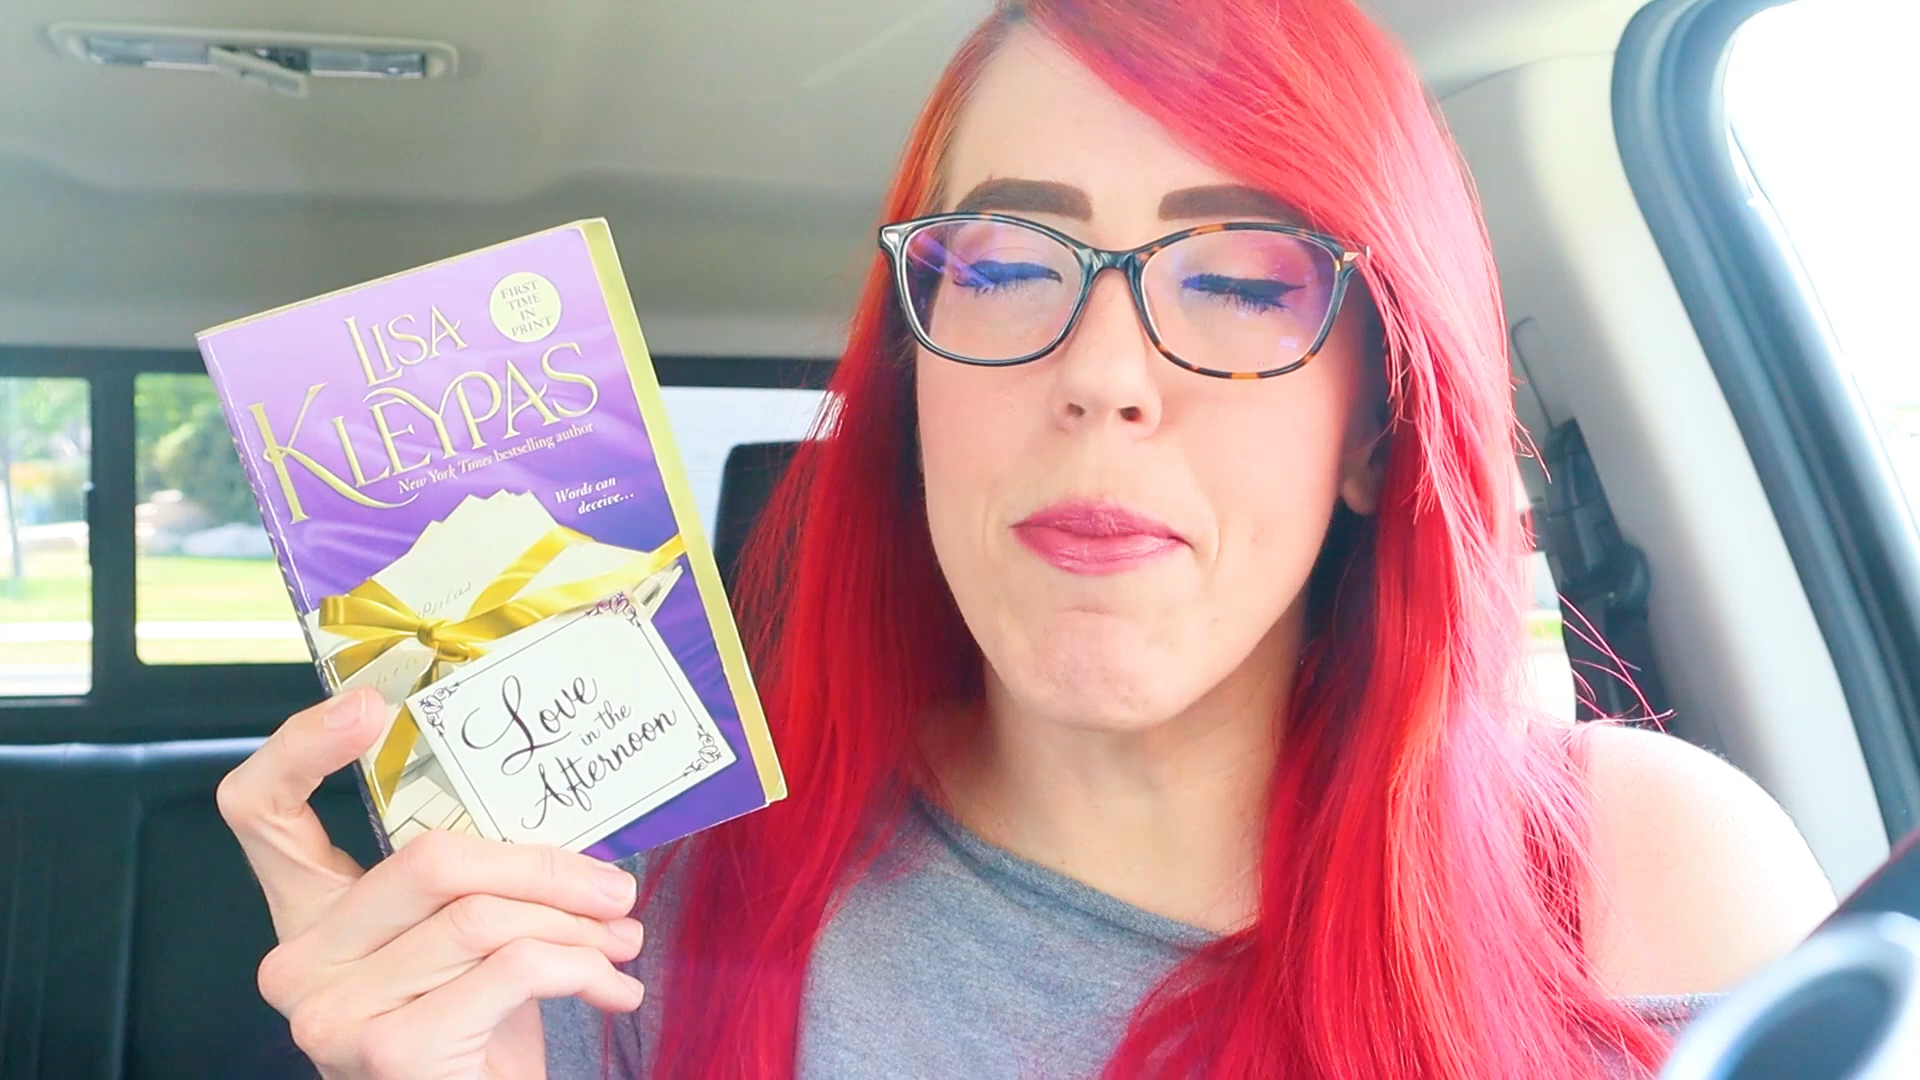 FIRST
TIME
IN
PRINT
LISA
KLEYPAS
New York Times bestselling author
Words can
deceive...
Love
in the
Afternoon